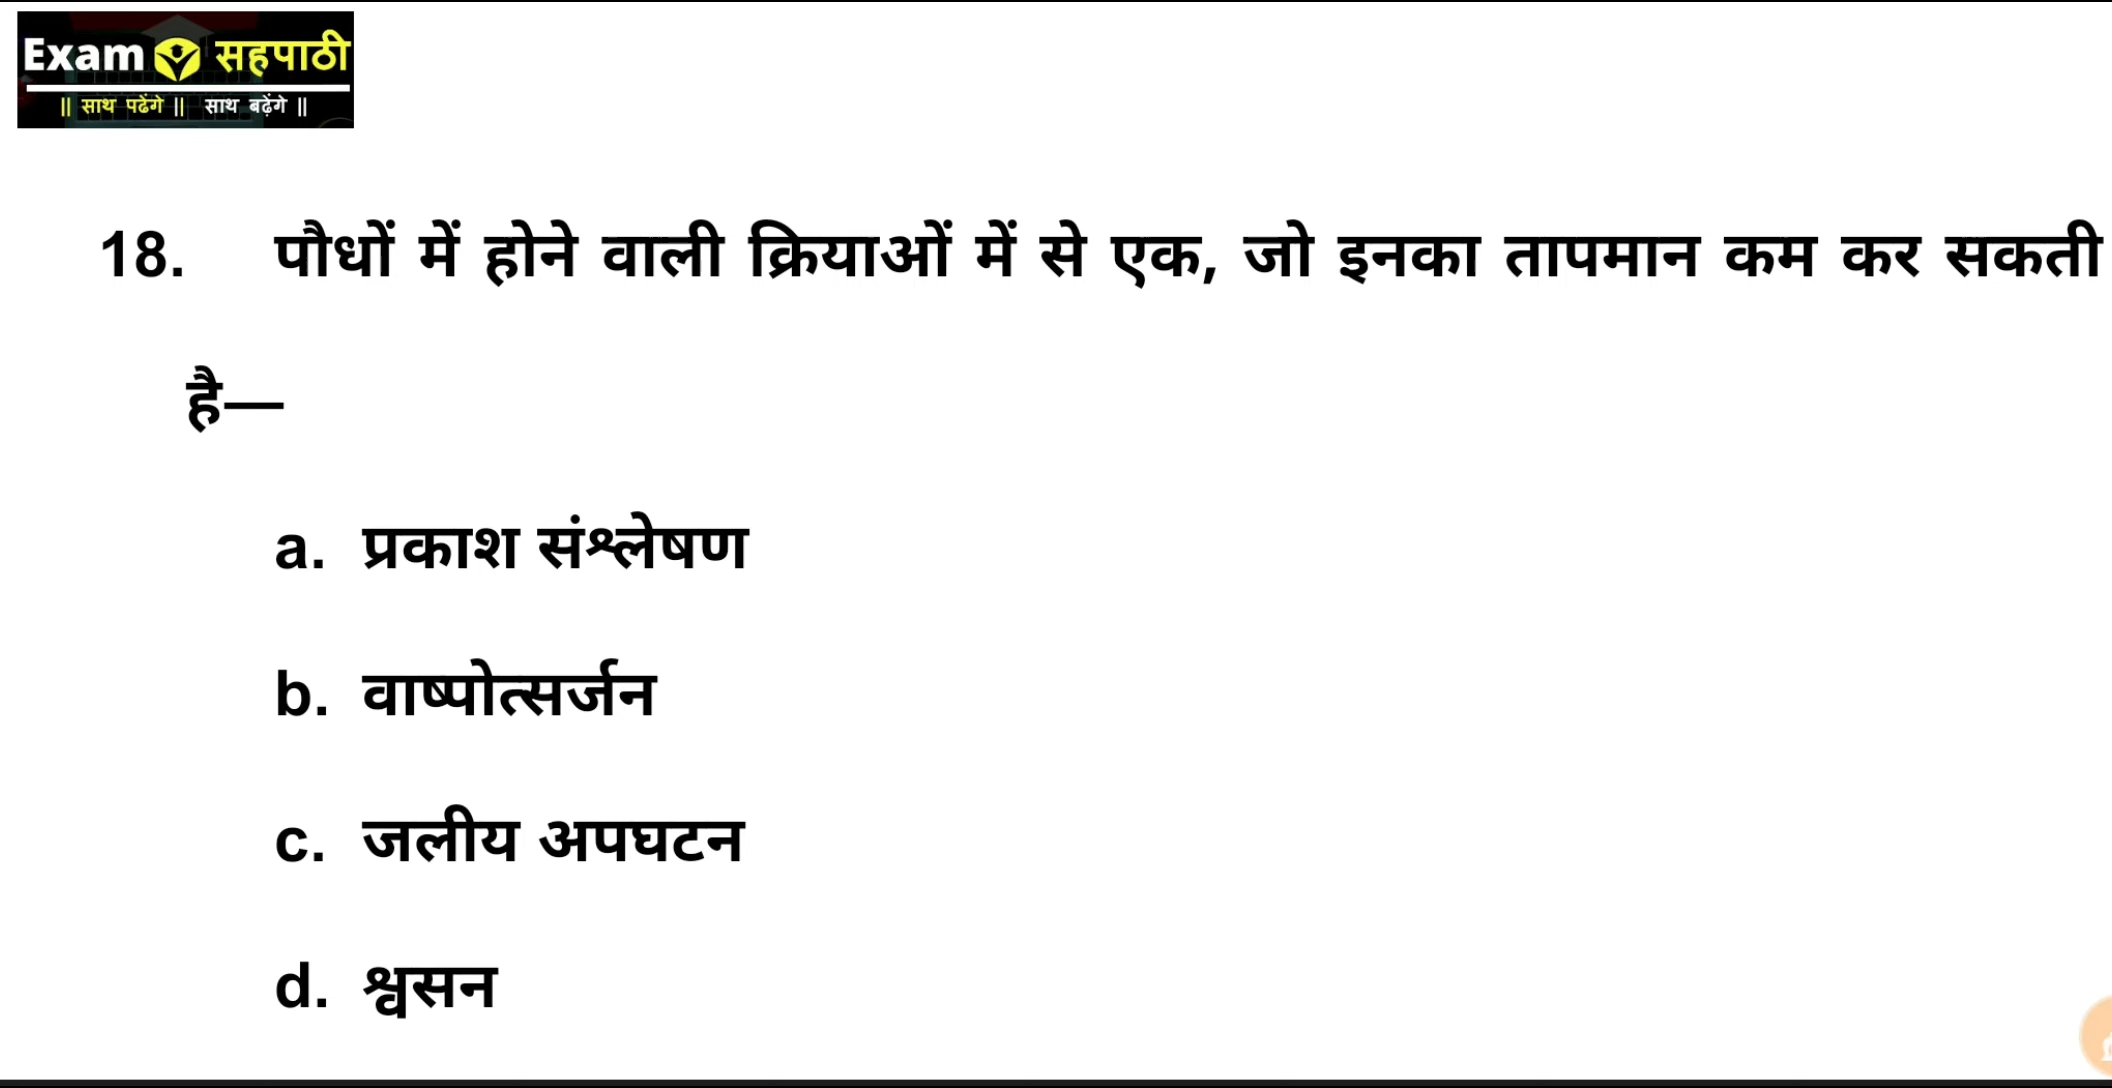 Exam सहपाठी
|| साथ पढेंगे || साथ बढ़ेंगे ||
18. पौधों में होने वाली क्रियाओं में से एक, जो इनका तापमान कम कर सकती
है—
a. प्रकाश संश्लेषण
b. वाष्पोत्सर्जन
c. जलीय अपघटन
d. श्वसन